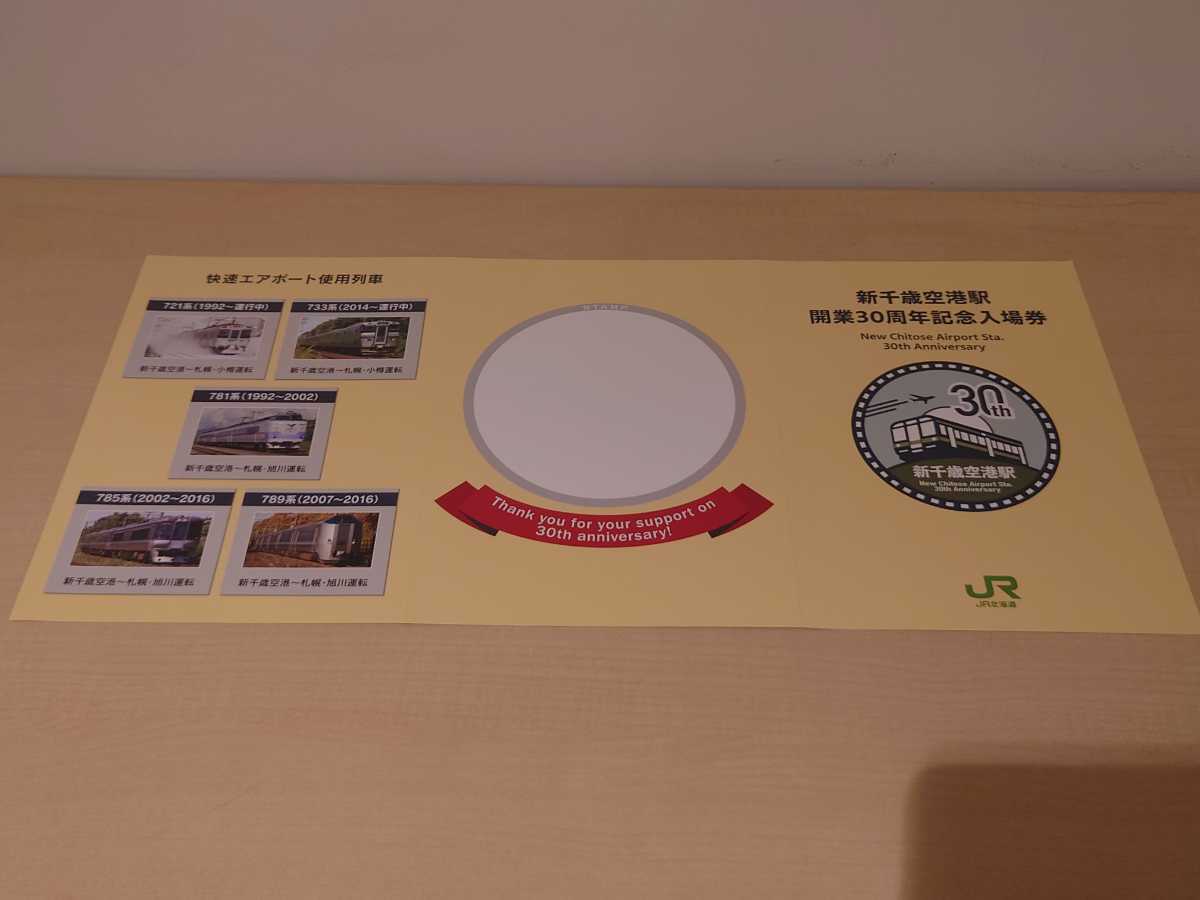 快速エアポート使用列車
721系(1992～運行中)
新千歳空港～札幌・小樽運転
733系(2014～運行中)
新千歳空港～札幌・小樽運転
781系(1992～2002)
新千歳空港～札幌・旭川運転
785系(2002～2016)
新千歳空港～札幌・旭川運転
789系(2007～2016)
新千歳空港～札幌・旭川運転
STAMP
Thank you for your support on
30th anniversary!
新千歳空港駅
開業30周年記念入場券
New Chitose Airport Sta.
30th Anniversary
30th
新千歳空港駅
New Chitose Airport Sta.
30th Anniversary
JR
JR北海道